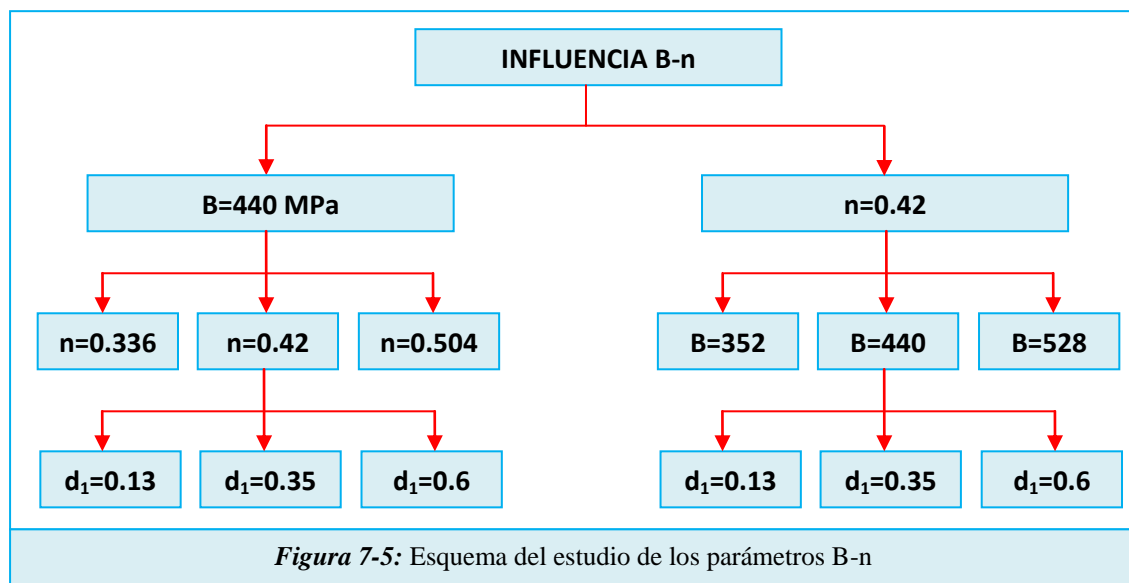 INFLUENCIA B-n
B=440 MPa
n=0.42
n=0.336
n=0.42
n=0.504
B=352
B=440
B=528
d₁=0.13
d₁=0.35
d₁=0.6
d₁=0.13
d₁=0.35
d₁=0.6
Figura 7-5: Esquema del estudio de los parámetros B-n